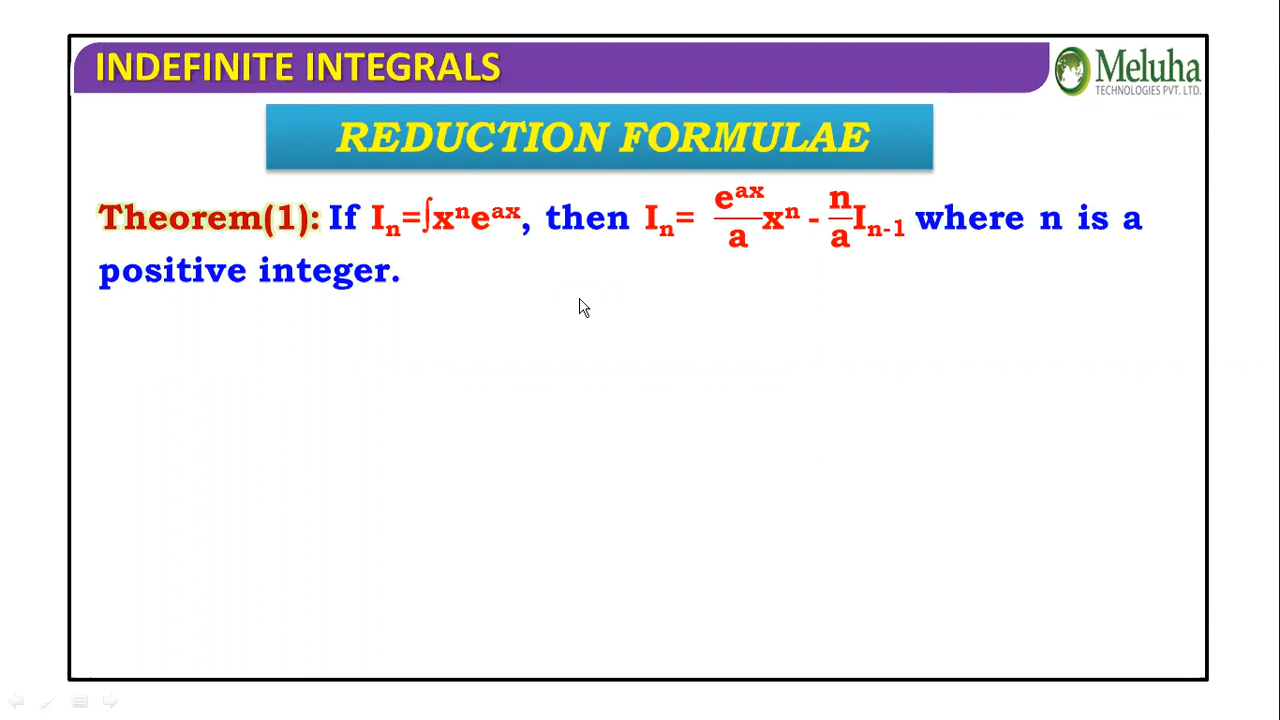 INDEFINITE INTEGRALS
Meluha
TECHNOLOGIES PVT. LTD.
REDUCTION FORMULAE
Theorem(1): If Iₙ=∫xⁿeᵃˣ, then Iₙ= eᵃˣ/a xⁿ - n/a Iₙ₋₁ where n is a
positive integer.